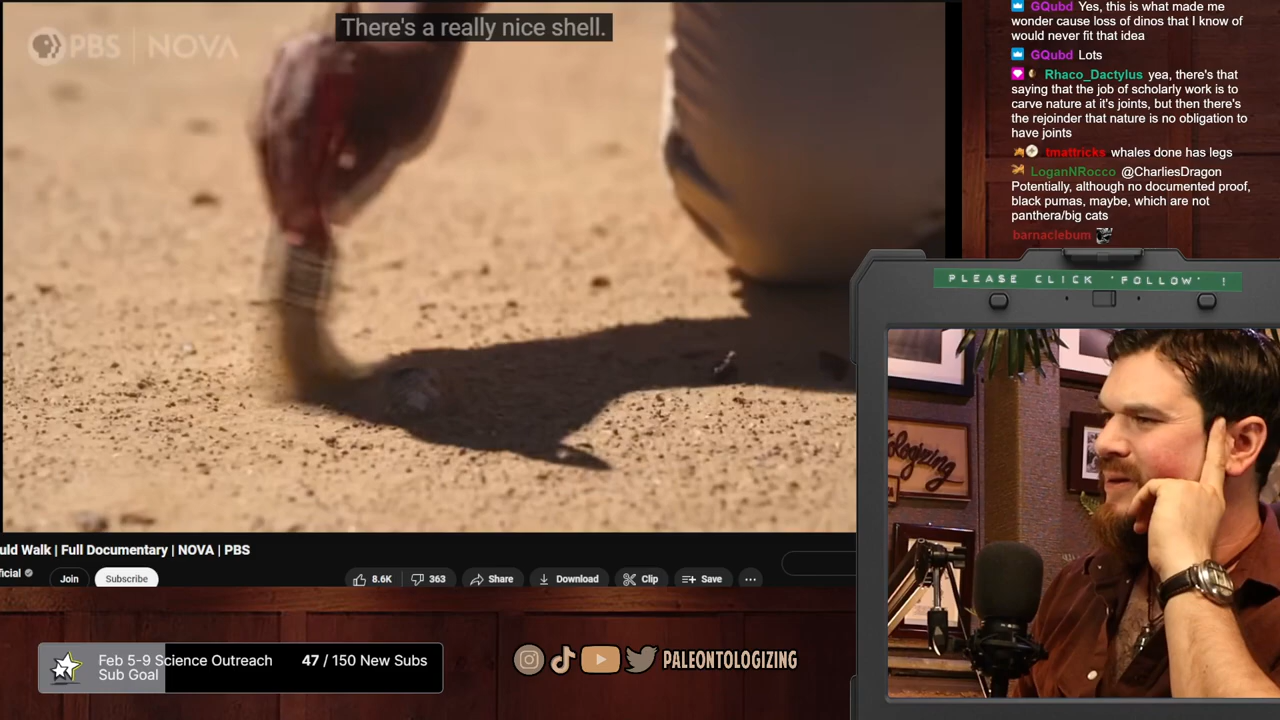 There's a really nice shell.
PBS | NOVA
GQubd Yes, this is what made me
wonder cause loss of dinos that I know of
would never fit that idea
GQubd Lots
Rhaco_Dactylus yea, there's that
saying that the job of scholarly work is to
carve nature at it's joints, but then there's
the rejoinder that nature is no obligation to
have joints
tmattricks whales done has legs
LoganNRocco @CharliesDragon
Potentially, although no documented proof,
black pumas, maybe, which are not
panthera/big cats
barnaclebum
PLEASE CLICK 'FOLLOW' !
ologizing
uld Walk | Full Documentary | NOVA | PBS
ficial
Join
Subscribe
8.6K
363
Share
Download
Clip
Save
Feb 5-9 Science Outreach
Sub Goal
47 / 150 New Subs
PALEONTOLOGIZING